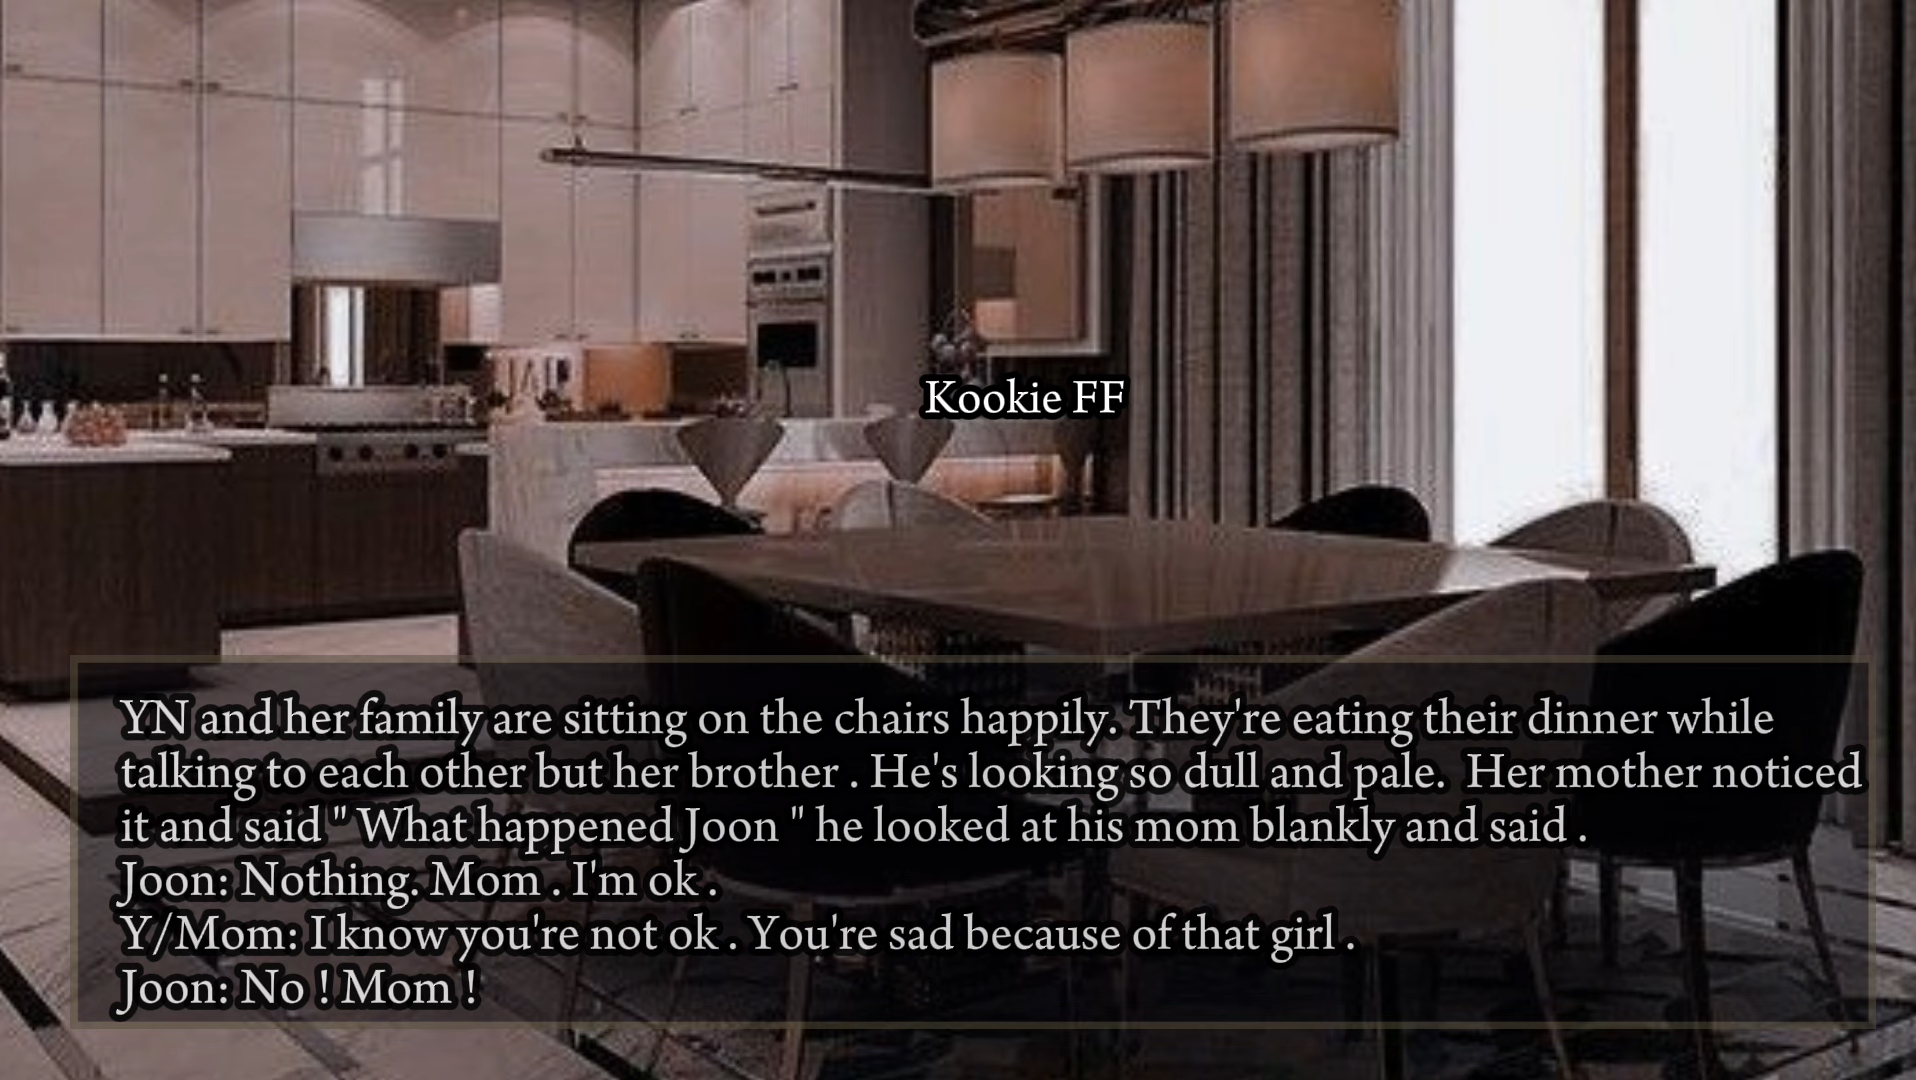 Kookie FF
YN and her family are sitting on the chairs happily. They're eating their dinner while
talking to each other but her brother . He's looking so dull and pale.  Her mother noticed
it and said " What happened Joon " he looked at his mom blankly and said .
Joon: Nothing. Mom . I'm ok .
Y/Mom: I know you're not ok . You're sad because of that girl .
Joon: No ! Mom !